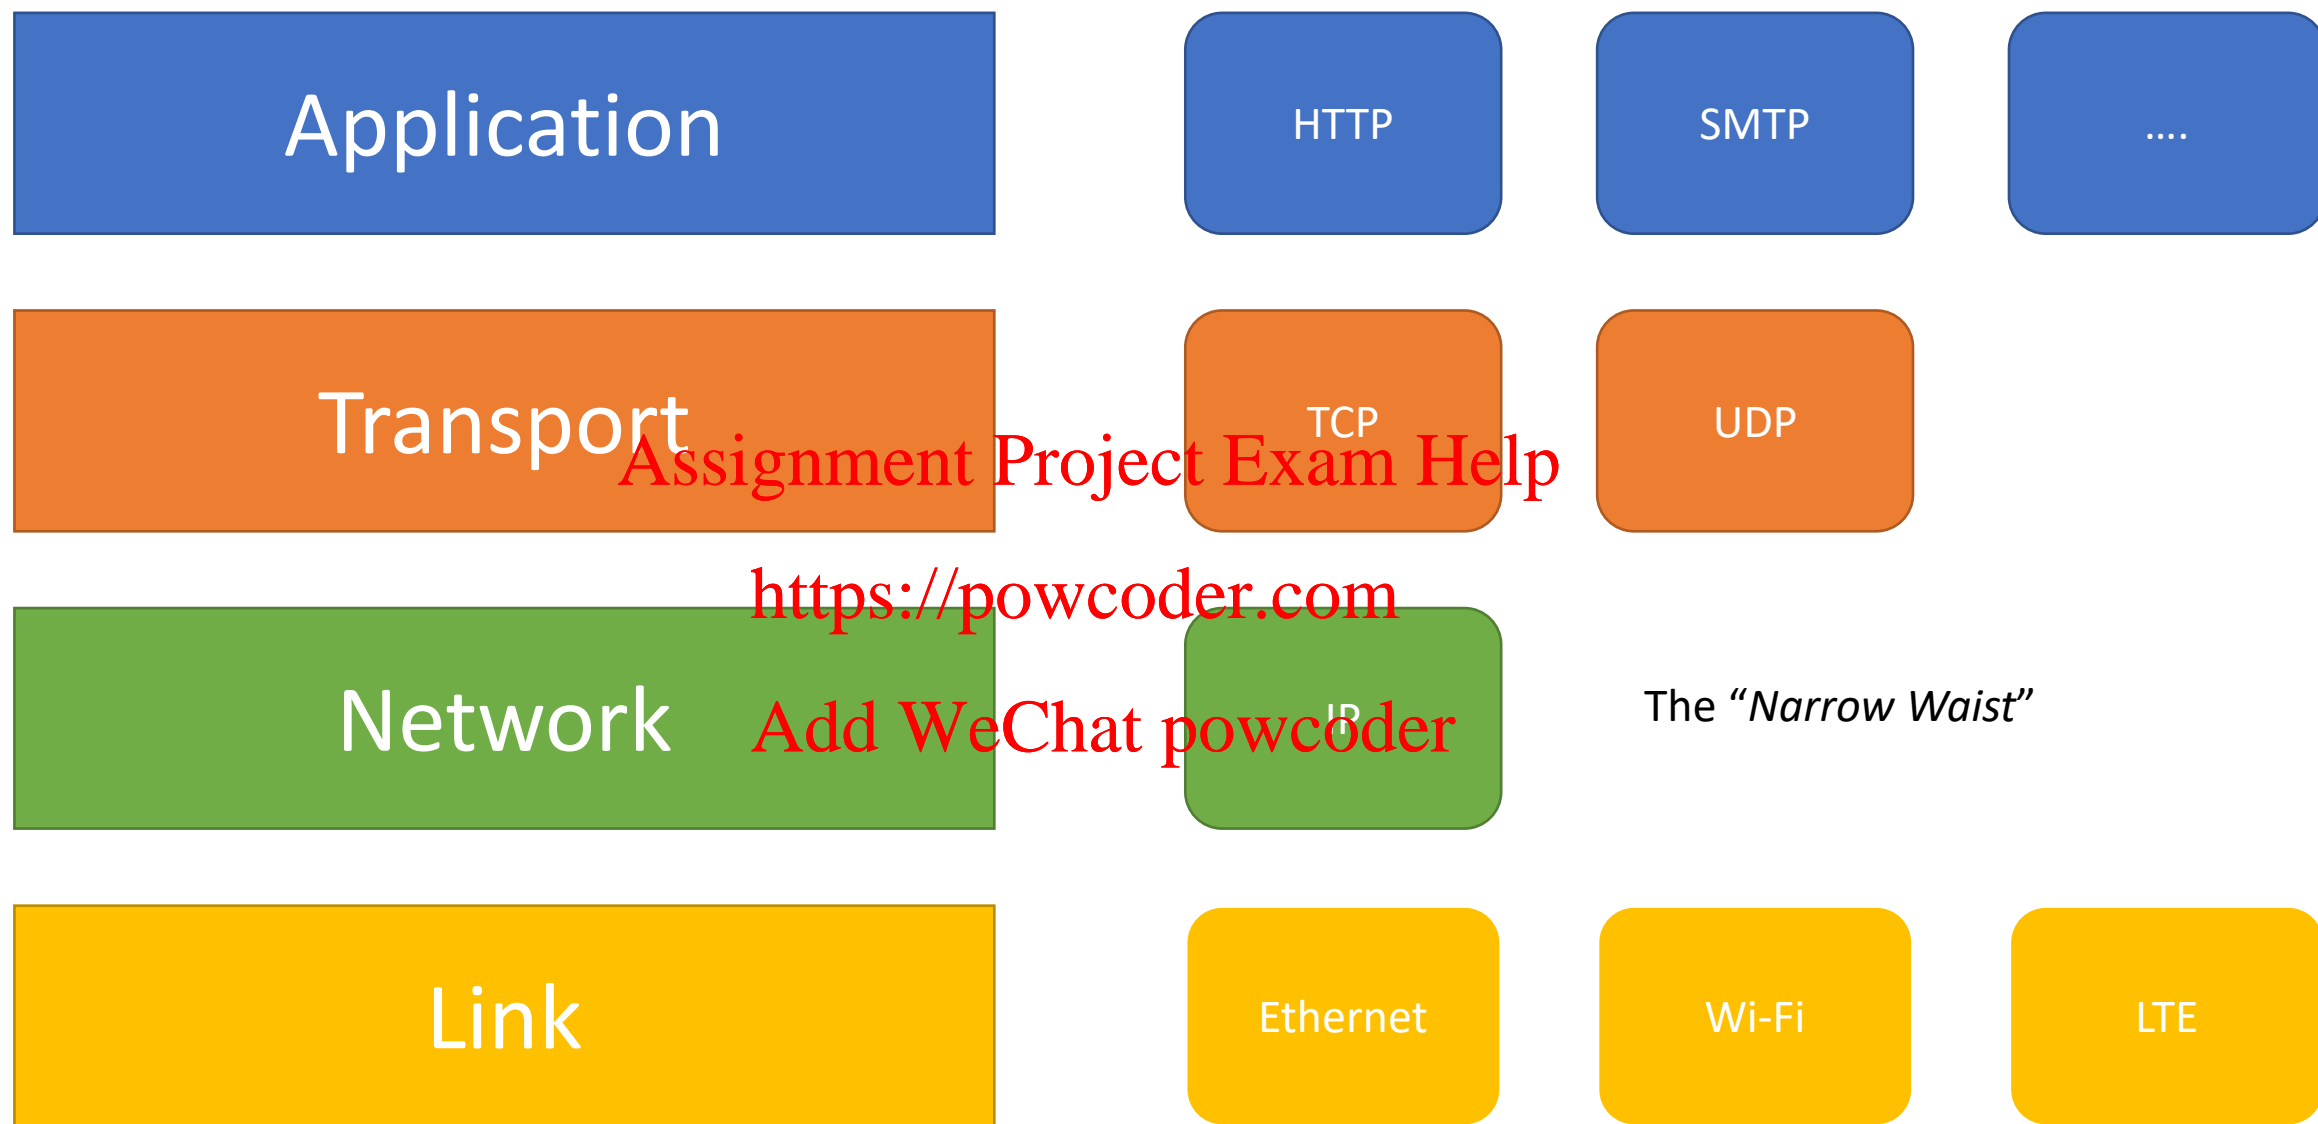 Application
HTTP
SMTP
....
Transport
TCP
UDP
Assignment Project Exam Help
https://powcoder.com
Network
IP
The “Narrow Waist”
Add WeChat powcoder
Link
Ethernet
Wi-Fi
LTE